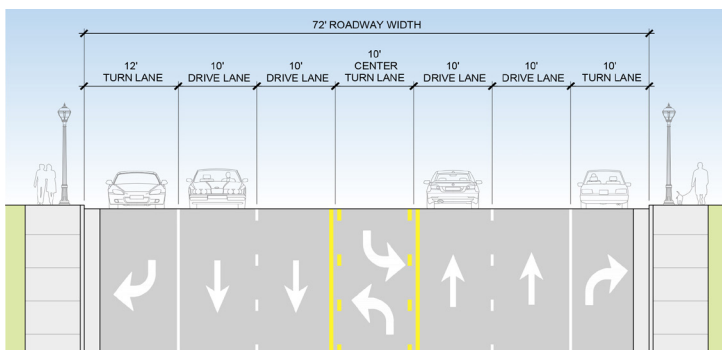 72' ROADWAY WIDTH
12'
TURN LANE
10'
DRIVE LANE
10'
DRIVE LANE
10'
CENTER
TURN LANE
10'
DRIVE LANE
10'
DRIVE LANE
10'
TURN LANE